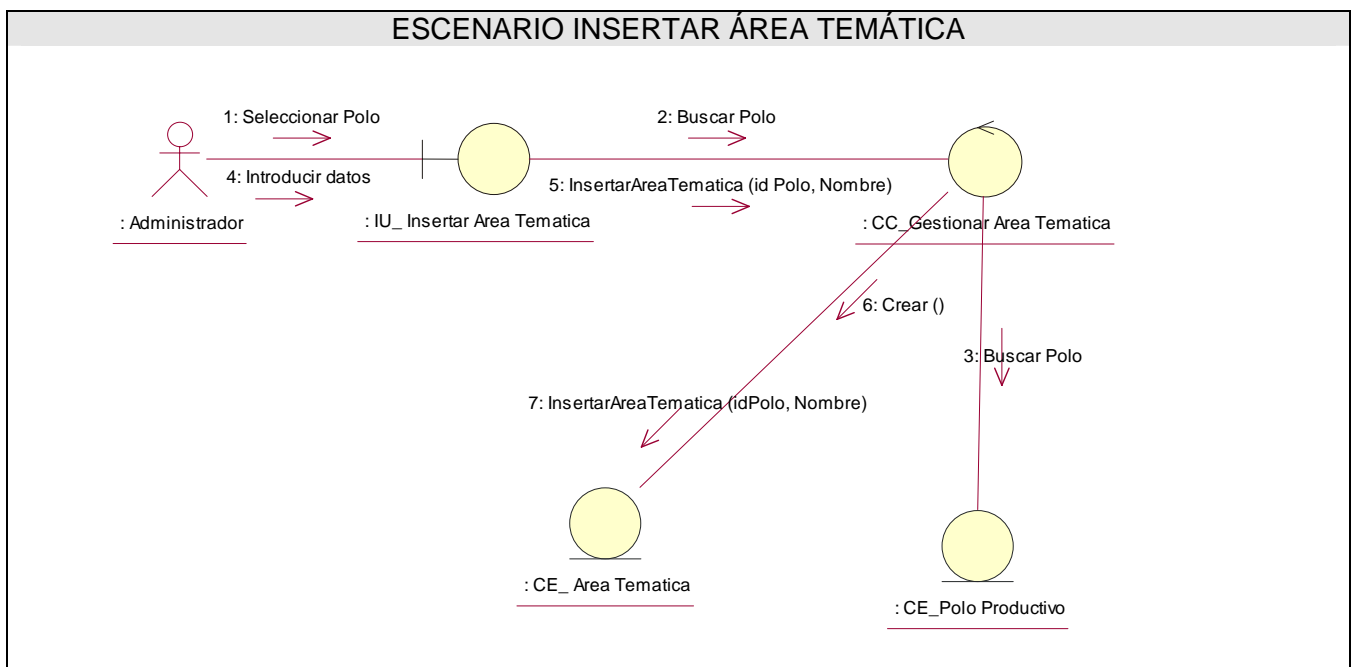 ESCENARIO INSERTAR ÁREA TEMÁTICA
1: Seleccionar Polo
2: Buscar Polo
4: Introducir datos
5: InsertarAreaTematica (id Polo, Nombre)
: Administrador
: IU_ Insertar Area Tematica
: CC_Gestionar Area Tematica
6: Crear ()
3: Buscar Polo
7: InsertarAreaTematica (idPolo, Nombre)
: CE_ Area Tematica
: CE_Polo Productivo